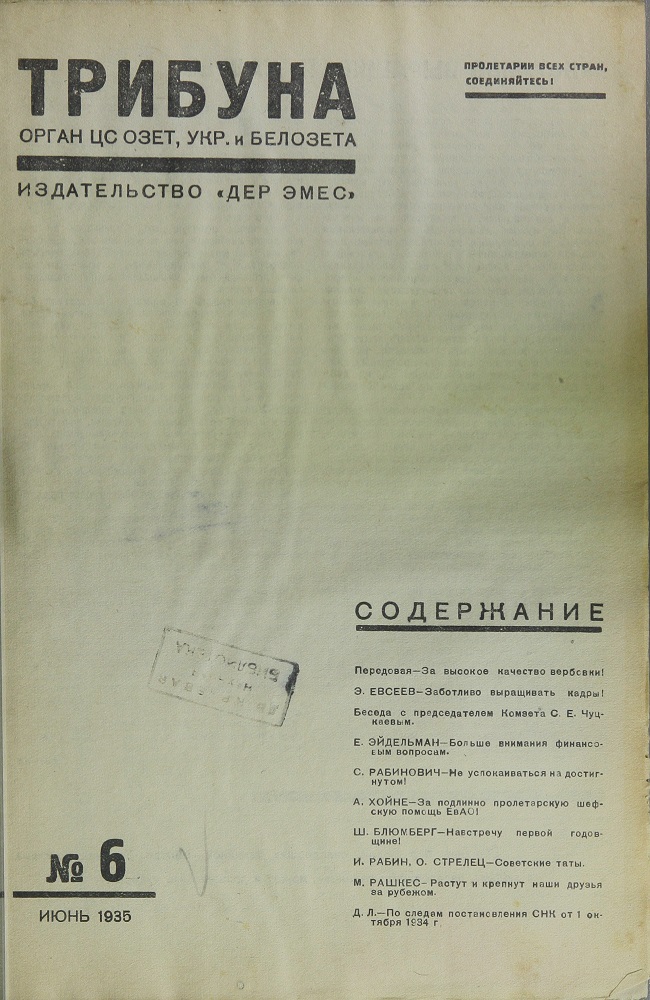 ТРИБУНА
ОРГАН ЦС ОЗЕТ, УКР. и БЕЛОЗЕТА
ИЗДАТЕЛЬСТВО «ДЕР ЭМЕС»
ПРОЛЕТАРИИ ВСЕХ СТРАН,
СОЕДИНЯЙТЕСЬ!
СОДЕРЖАНИЕ
Передовая—За высокое качество вербовки!
Э. ЕВСЕЕВ—Заботливо выращивать кадры!
Беседа с председателем Комзета С. Е. Чуц-
каевым.
Е. ЭЙДЕЛЬМАН—Больше внимания финансо-
вым вопросам.
С. РАБИНОВИЧ—Не успокаиваться на достиг-
нутом!
А. ХОЙНЕ—За подлинно пролетарскую шеф-
скую помощь ЕвАО!
Ш. БЛЮМБЕРГ—Навстречу первой годов-
щине!
И. РАБИН, О. СТРЕЛЕЦ—Советские таты.
М. РАШКЕС—Растут и крепнут наши друзья
за рубежом.
Д. Л.—По следам постановления СНК от 1 ок-
тября 1934 г.
№ 6
ИЮНЬ 1935
БИБЛИОТЕКА